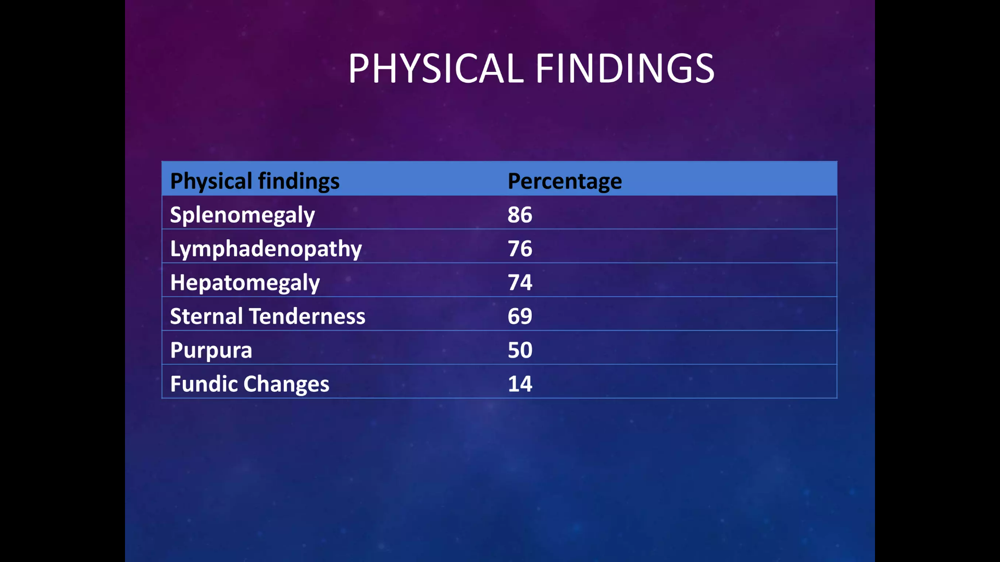 PHYSICAL FINDINGS
Physical findings Percentage
Splenomegaly 86
Lymphadenopathy 76
Hepatomegaly 74
Sternal Tenderness 69
Purpura 50
Fundic Changes 14